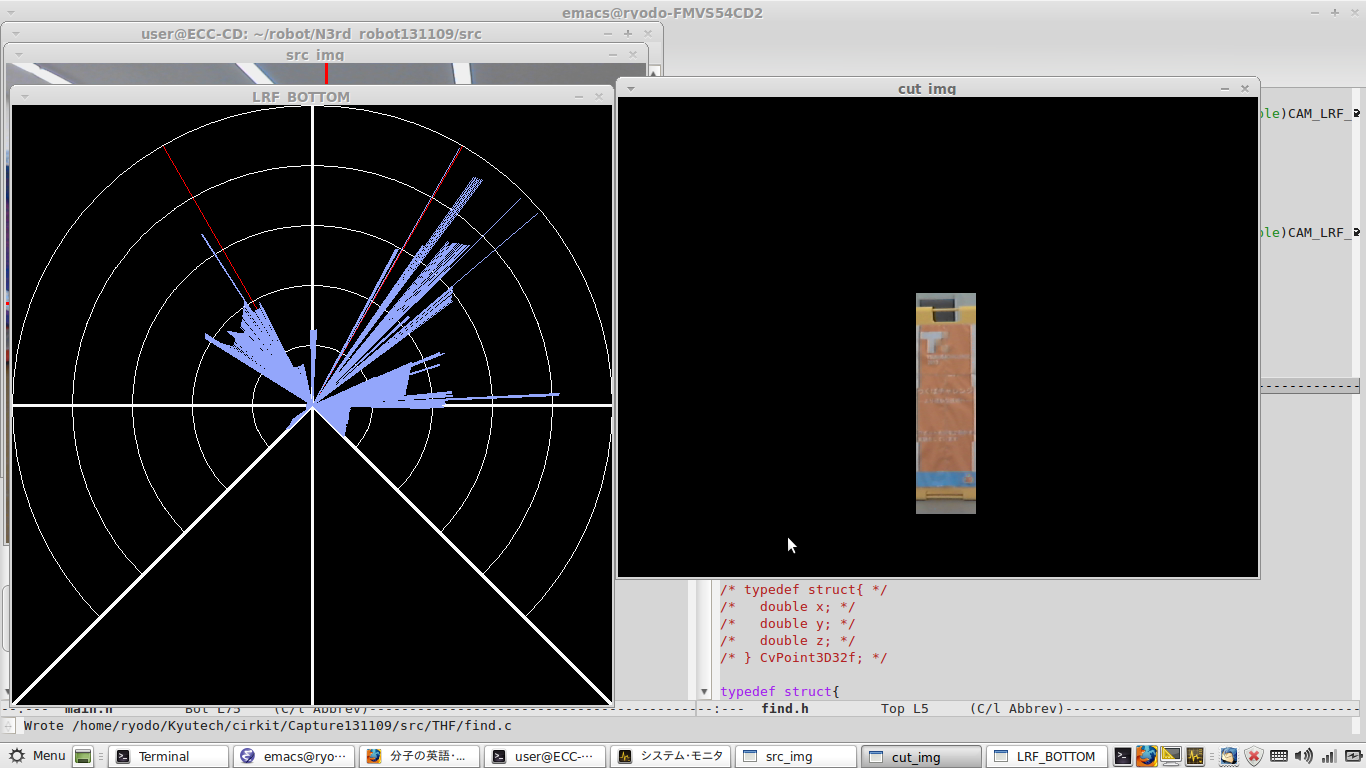 emacs@ryodo-FMVS54CD2
user@ECC-CD: ~/robot/N3rd_robot131109/src
src_img
LRF_BOTTOM
cut_img
ble)CAM_LRF_
ble)CAM_LRF_
/* typedef struct{ */
/* double x; */
/* double y; */
/* double z; */
/* } CvPoint3D32f; */
typedef struct{
--:--- main.h Bot L75 (C/l Abbrev)
--:--- find.h Top L5 (C/l Abbrev)
Wrote /home/ryodo/Kyutech/cirkit/Capture131109/src/THF/find.c
Menu
Terminal
emacs@ryo···
分子の英語-···
user@ECC-···
システム・モニタ
src_img
cut_img
LRF_BOTTOM